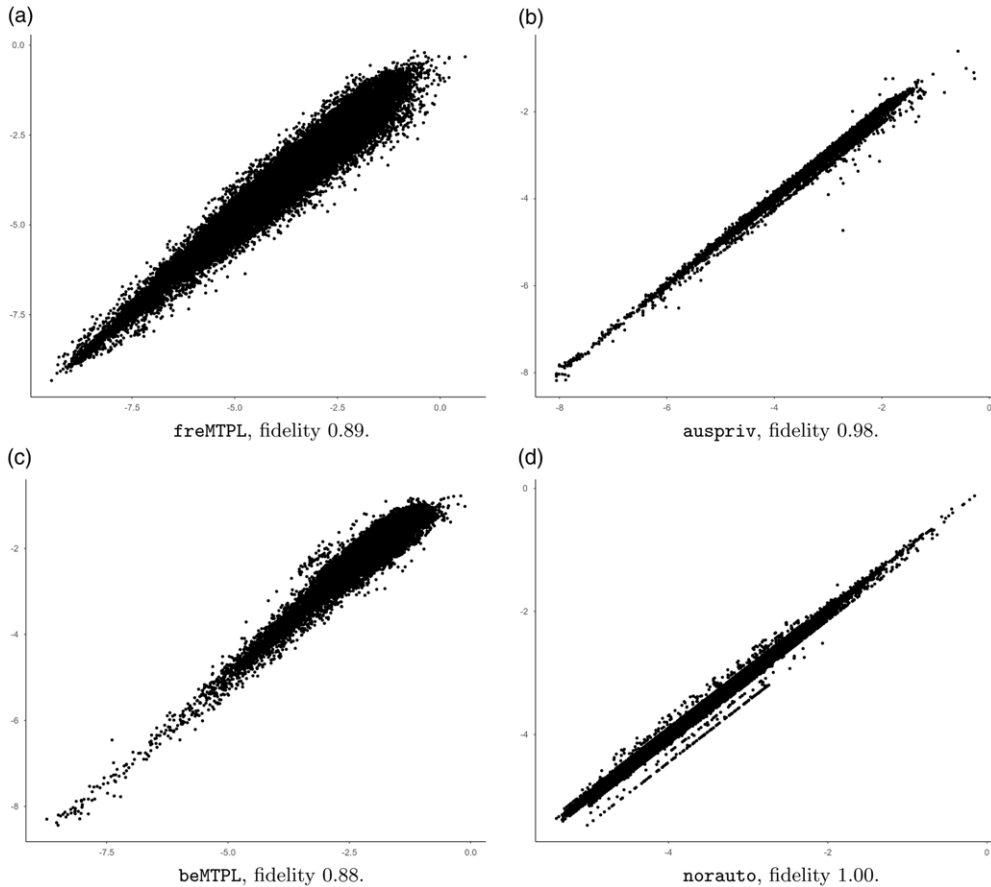 (a)
0.0
-2.5
-5.0
-7.5
-7.5 -5.0 -2.5 0.0
freMTPL, fidelity 0.89.
(b)
-2
-4
-6
-8
-8 -6 -4 -2 0
auspriv, fidelity 0.98.
(c)
-2
-4
-6
-8
-7.5 -5.0 -2.5 0.0
beMTPL, fidelity 0.88.
(d)
0
-2
-4
-4 -2 0
norauto, fidelity 1.00.